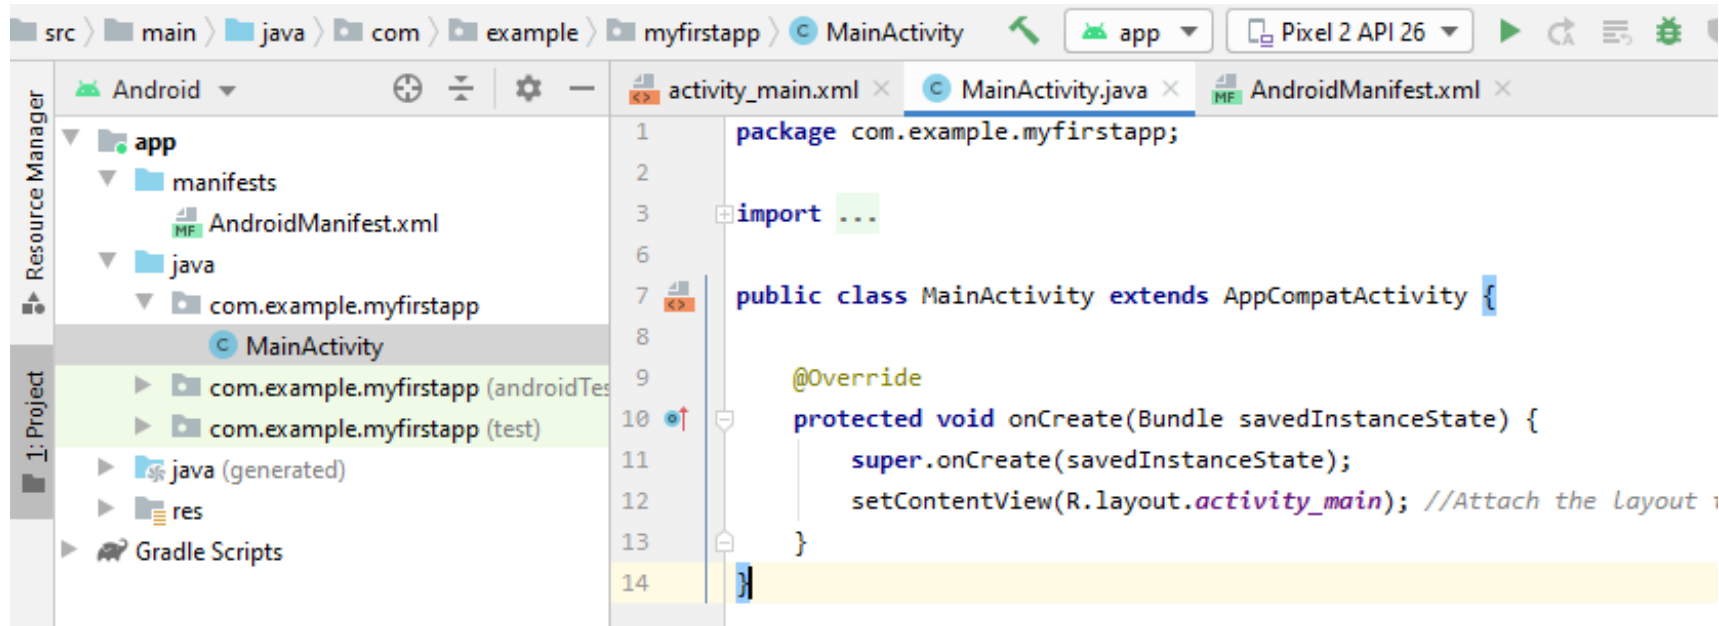 src main java com example myfirstapp MainActivity app Pixel 2 API 26
Resource Manager
1: Project
Android
app
manifests
AndroidManifest.xml
java
com.example.myfirstapp
MainActivity
com.example.myfirstapp (androidTes
com.example.myfirstapp (test)
java (generated)
res
Gradle Scripts
activity_main.xml MainActivity.java AndroidManifest.xml
1 package com.example.myfirstapp;
2
3 import ...
6
7 public class MainActivity extends AppCompatActivity {
8
9 @Override
10 protected void onCreate(Bundle savedInstanceState) {
11 super.onCreate(savedInstanceState);
12 setContentView(R.layout.activity_main); //Attach the layout
13 }
14 }